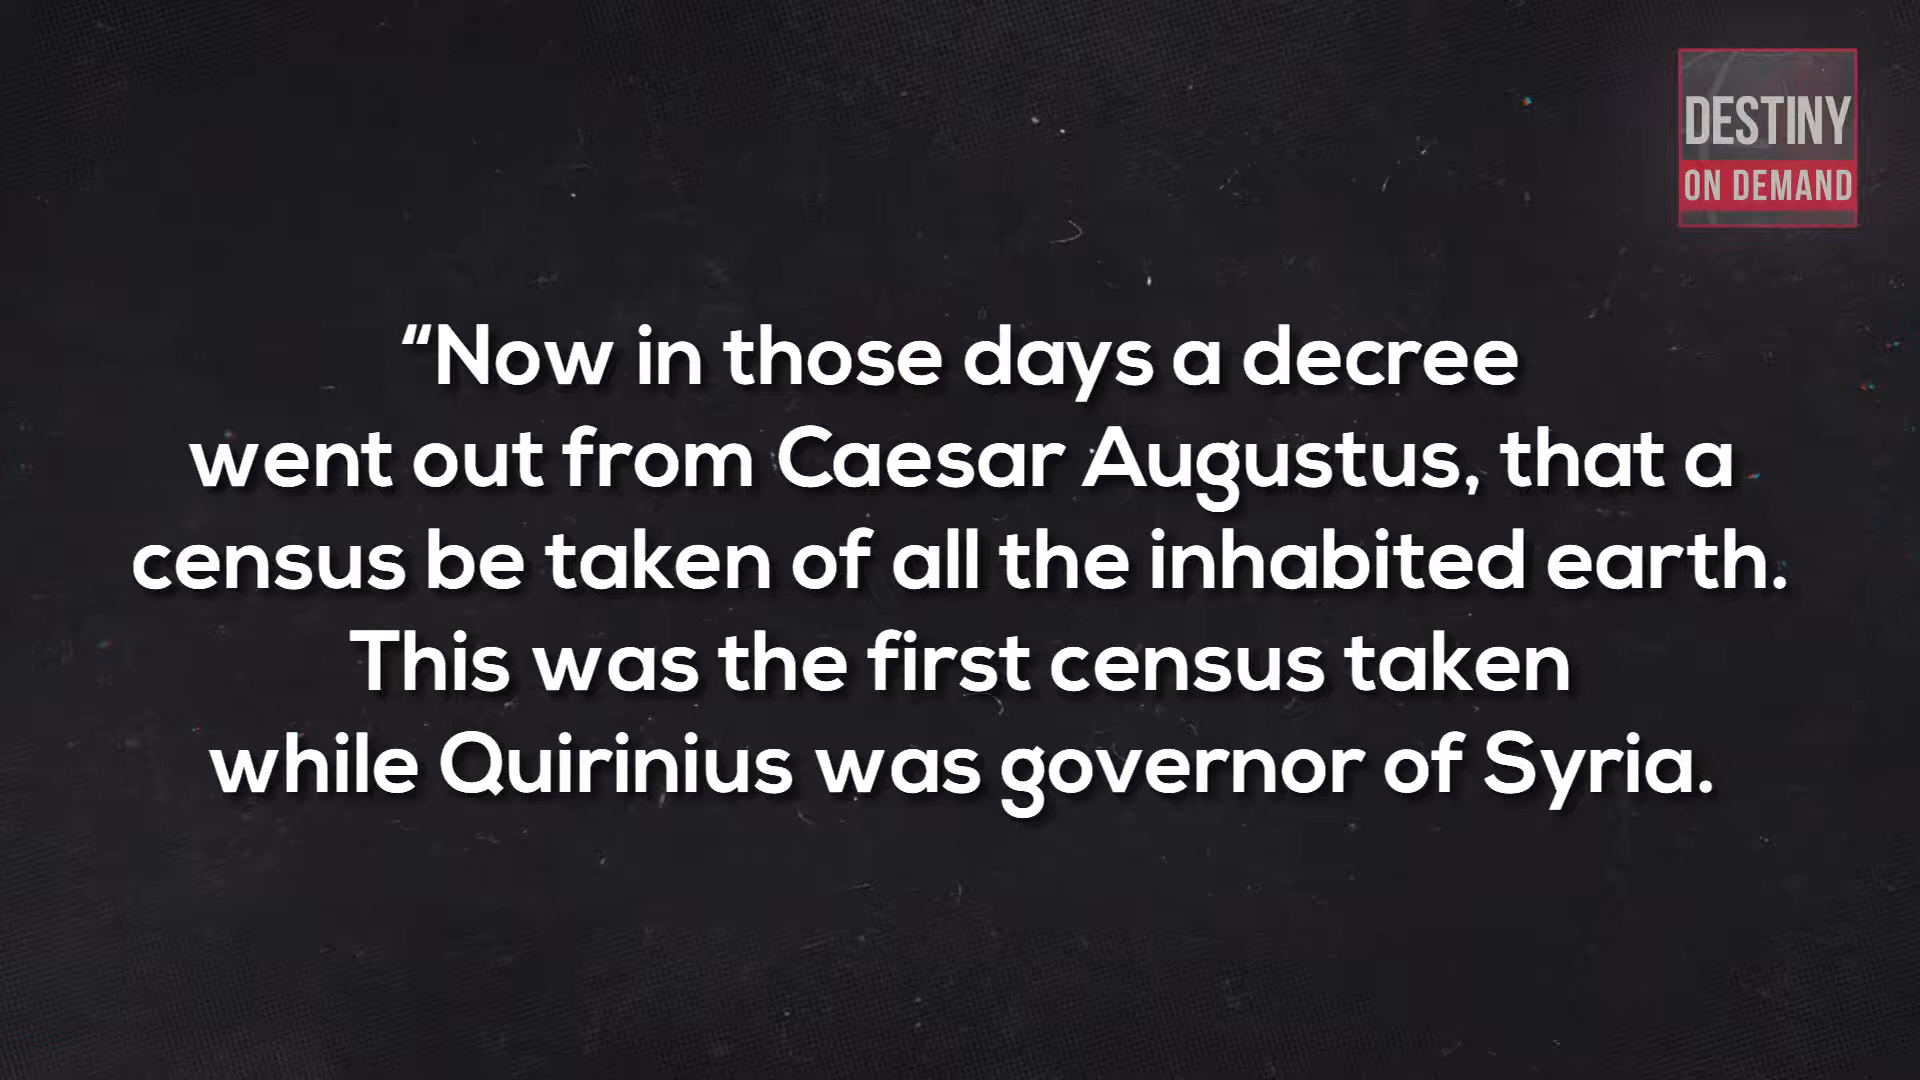 DESTINY
ON DEMAND
“Now in those days a decree
went out from Caesar Augustus, that a
census be taken of all the inhabited earth.
This was the first census taken
while Quirinius was governor of Syria.